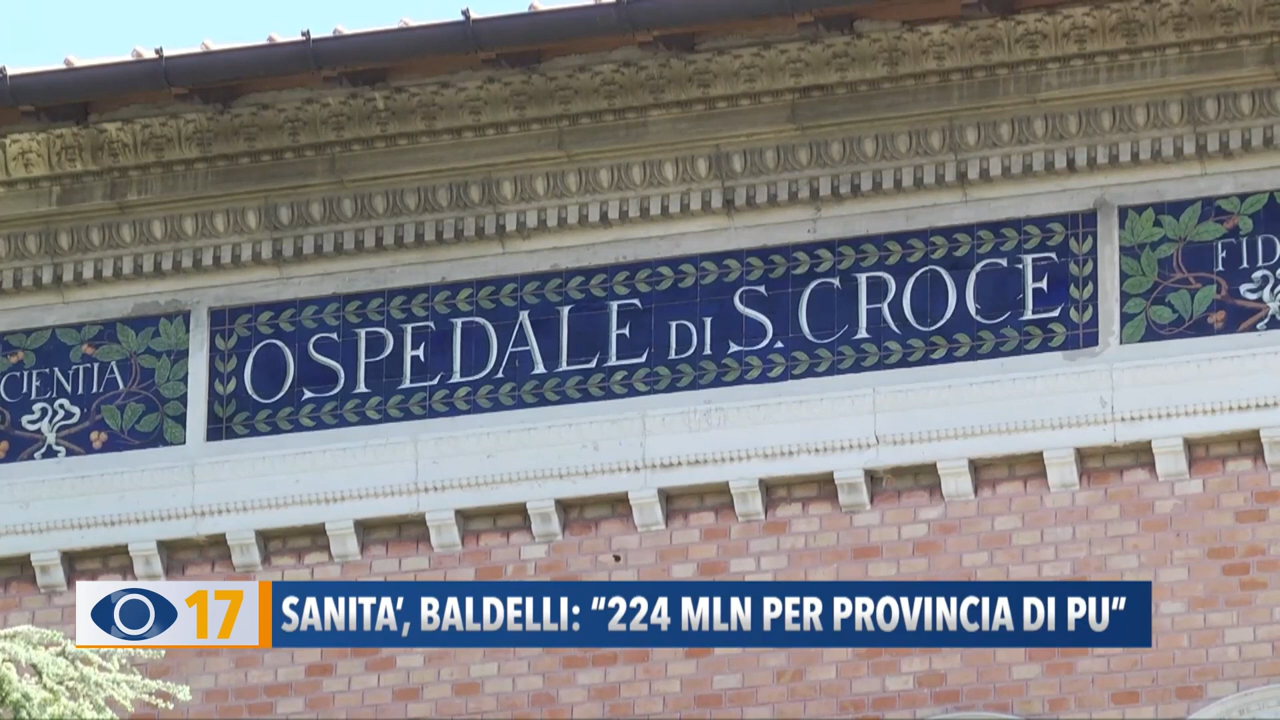 CIENTIA
OSPEDALE DI S. CROCE
FID
17
SANITA’, BALDELLI: “224 MLN PER PROVINCIA DI PU”